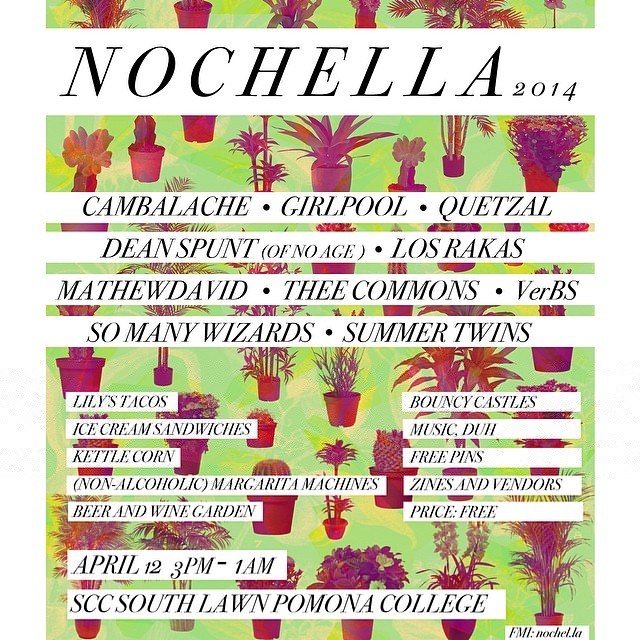 NOCHELLA 2014
CAMBALACHE • GIRLPOOL • QUETZAL
DEAN SPUNT (OF NO AGE ) • LOS RAKAS
MATHEWDAVID • THEE COMMONS • VerBS
SO MANY WIZARDS • SUMMER TWINS
LILY'S TACOS
ICE CREAM SANDWICHES
KETTLE CORN
(NON-ALCOHOLIC) MARGARITA MACHINES
BEER AND WINE GARDEN
BOUNCY CASTLES
MUSIC, DUH
FREE PINS
ZINES AND VENDORS
PRICE: FREE
APRIL 12 3PM - 1AM
SCC SOUTH LAWN POMONA COLLEGE
FMI: nochel.la